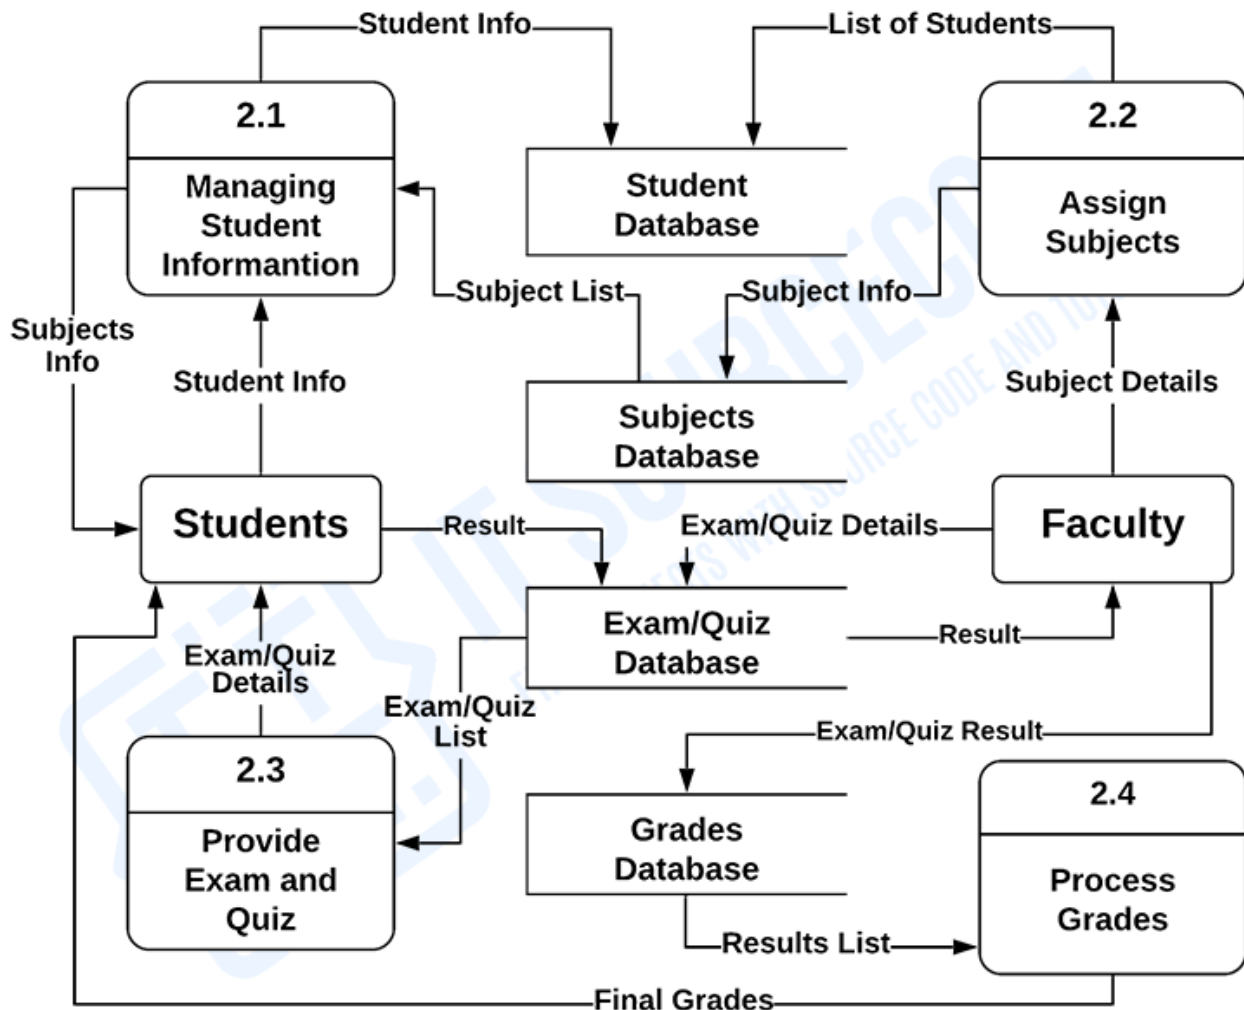 Student Info
List of Students
2.1
2.2
Managing
Student
Informantion
Student
Database
Assign
Subjects
Subject List
Subject Info
Subjects
Info
Student Info
Subjects
Database
Subject Details
Students
Result
Exam/Quiz Details
Faculty
Exam/Quiz
Database
Result
Exam/Quiz
Details
Exam/Quiz
List
Exam/Quiz Result
2.3
Provide
Exam and
Quiz
Grades
Database
2.4
Process
Grades
Results List
Final Grades